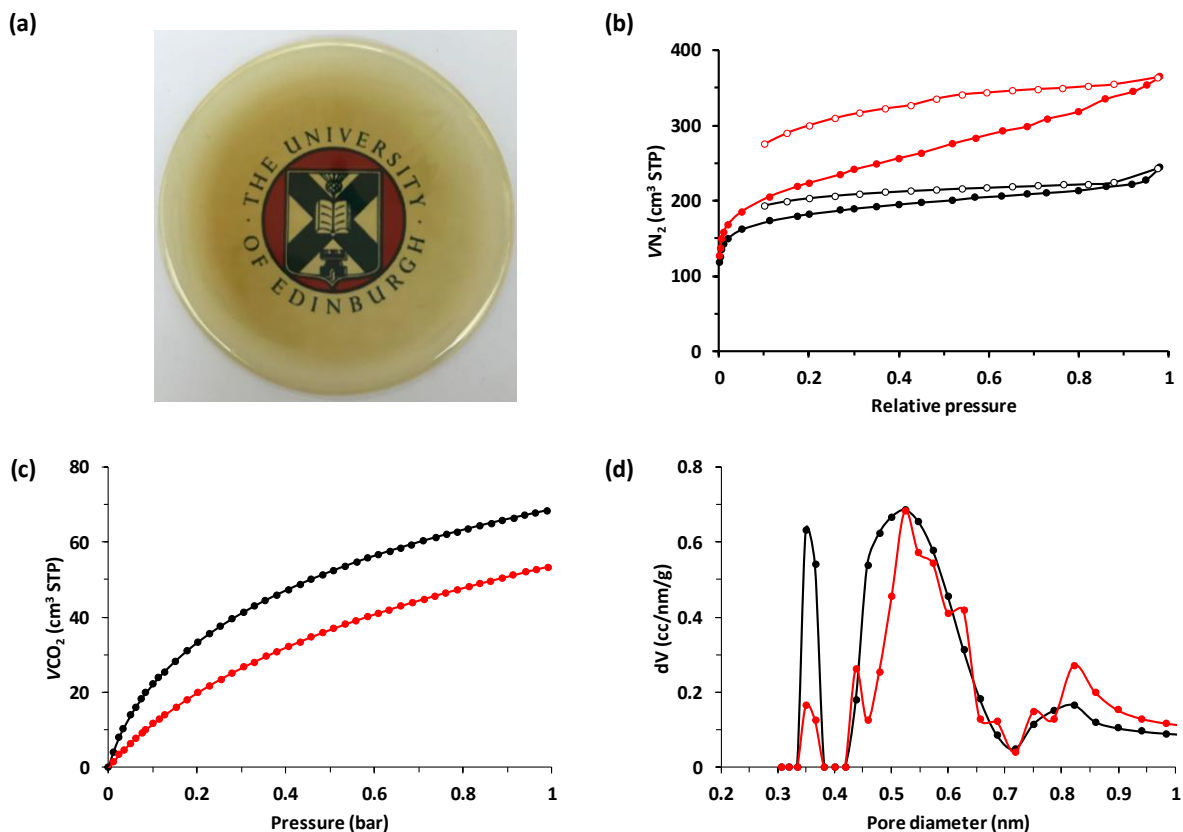 (a)
THE UNIVERSITY
· OF EDINBURGH ·
(b)
400
300
200
100
0
VN₂ (cm³ STP)
0 0.2 0.4 0.6 0.8 1
Relative pressure
(c)
80
60
40
20
0
VCO₂ (cm³ STP)
0 0.2 0.4 0.6 0.8 1
Pressure (bar)
(d)
0.8
0.6
0.4
0.2
0
dV (cc/nm/g)
0.2 0.3 0.4 0.5 0.6 0.7 0.8 0.9 1
Pore diameter (nm)